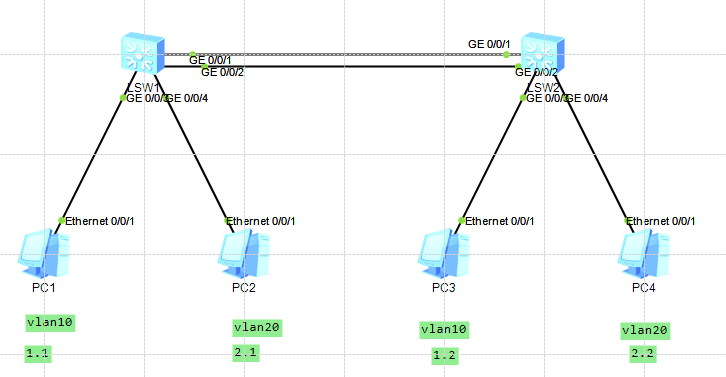 GE 0/0/1
GE 0/0/1
GE 0/0/2
GE 0/0/2
LSW1
LSW2
GE 0/0/3
GE 0/0/4
GE 0/0/3
GE 0/0/4
Ethernet 0/0/1
Ethernet 0/0/1
Ethernet 0/0/1
Ethernet 0/0/1
PC1
PC2
PC3
PC4
vlan10
vlan20
vlan10
vlan20
1.1
2.1
1.2
2.2